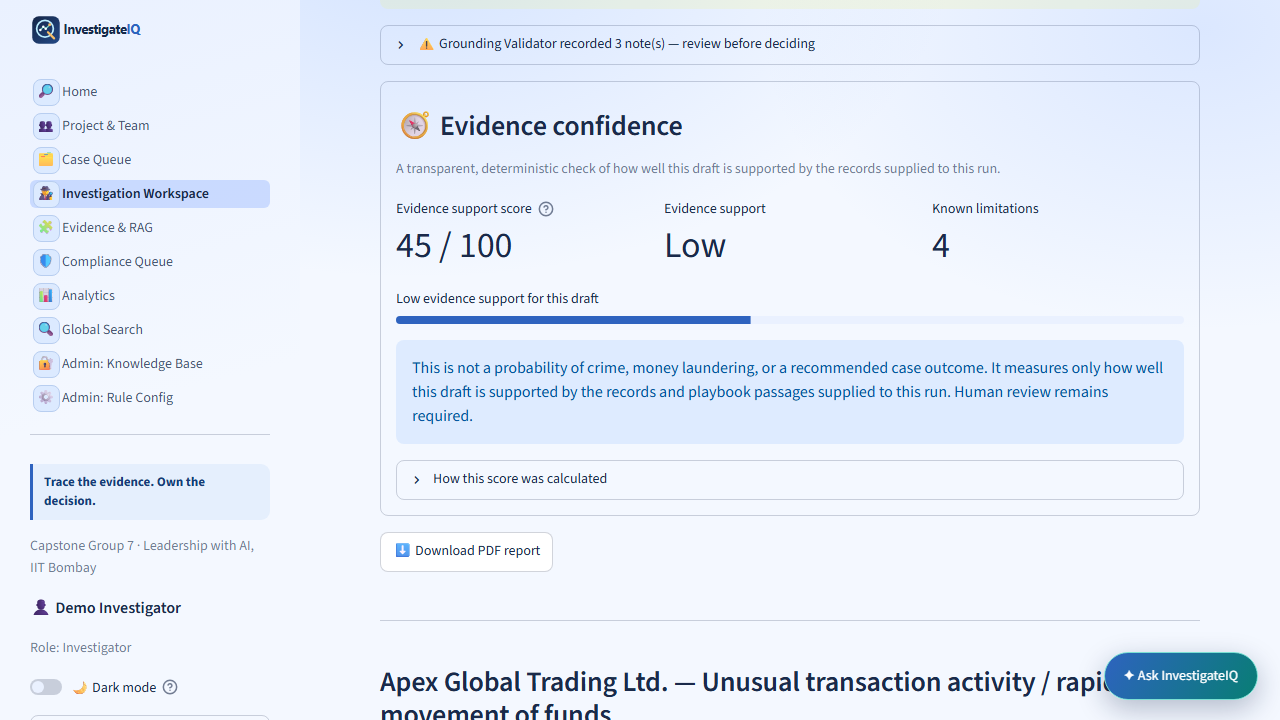 InvestigateIQ
Home
Project & Team
Case Queue
Investigation Workspace
Evidence & RAG
Compliance Queue
Analytics
Global Search
Admin: Knowledge Base
Admin: Rule Config
Trace the evidence. Own the
decision.
Capstone Group 7 · Leadership with AI,
IIT Bombay
Demo Investigator
Role: Investigator
Dark mode
Grounding Validator recorded 3 note(s) — review before deciding
Evidence confidence
A transparent, deterministic check of how well this draft is supported by the records supplied to this run.
Evidence support score
45 / 100
Evidence support
Low
Known limitations
4
Low evidence support for this draft
This is not a probability of crime, money laundering, or a recommended case outcome. It measures only how well
this draft is supported by the records and playbook passages supplied to this run. Human review remains
required.
How this score was calculated
Download PDF report
Apex Global Trading Ltd. — Unusual transaction activity /
movement of funds
✦ Ask InvestigateIQ